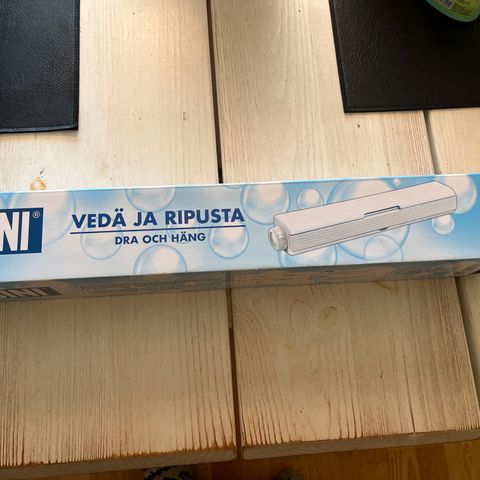 NI®
VEDÄ JA RIPUSTA
DRA OCH HÄNG